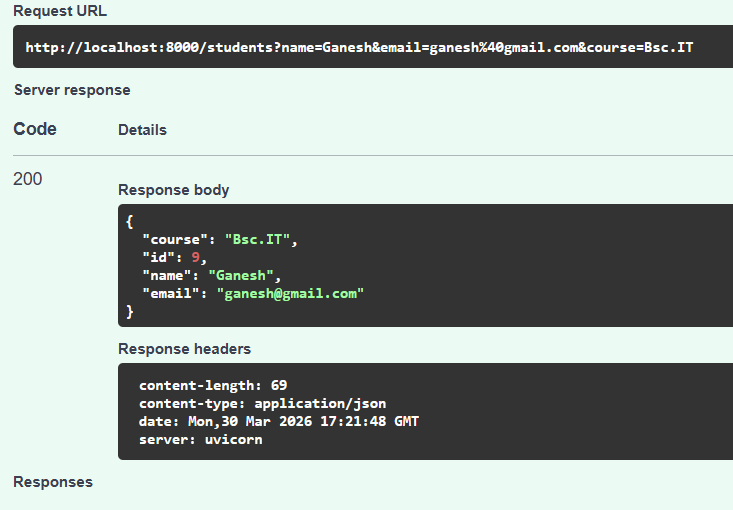 Request URL
http://localhost:8000/students?name=Ganesh&email=ganesh%40gmail.com&course=Bsc.IT
Server response
Code Details
200
Response body
{
  "course": "Bsc.IT",
  "id": 9,
  "name": "Ganesh",
  "email": "ganesh@gmail.com"
}
Response headers
content-length: 69
content-type: application/json
date: Mon,30 Mar 2026 17:21:48 GMT
server: uvicorn
Responses